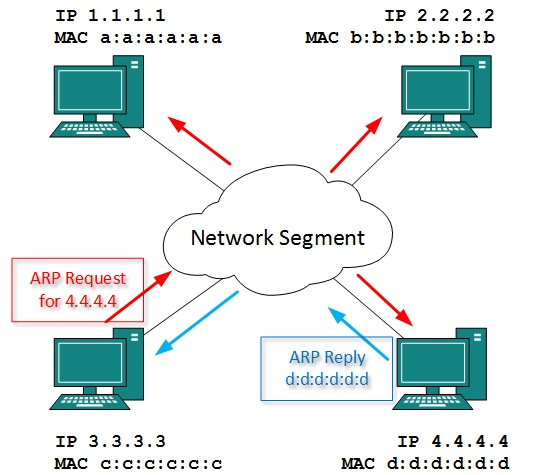 IP 1.1.1.1
MAC a:a:a:a:a:a
IP 2.2.2.2
MAC b:b:b:b:b:b:b
Network Segment
ARP Request
for 4.4.4.4
ARP Reply
d:d:d:d:d:d
IP 3.3.3.3
MAC c:c:c:c:c:c
IP 4.4.4.4
MAC d:d:d:d:d:d